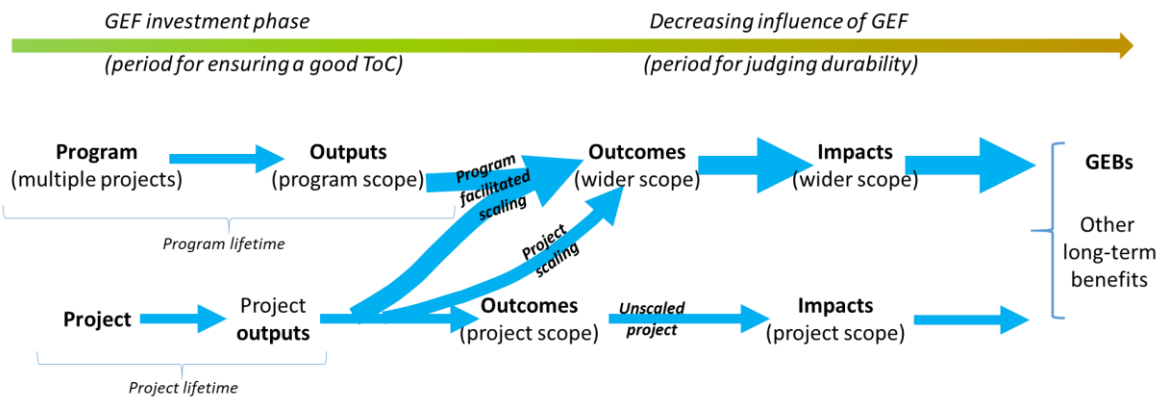 GEF investment phase
Decreasing influence of GEF
(period for ensuring a good ToC)
(period for judging durability)
Program
(multiple projects)
Outputs
(program scope)
Program
facilitated
scaling
Outcomes
(wider scope)
Impacts
(wider scope)
GEBs
Other
long-term
benefits
Program lifetime
Project
scaling
Project
Project
outputs
Outcomes
(project scope)
Unscaled
project
Impacts
(project scope)
Project lifetime